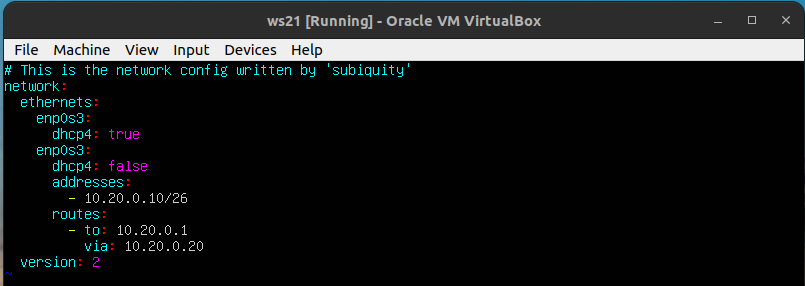 ws21 [Running] - Oracle VM VirtualBox
File Machine View Input Devices Help
# This is the network config written by 'subiquity'
network:
  ethernets:
    enp0s3:
      dhcp4: true
    enp0s3:
      dhcp4: false
      addresses:
        - 10.20.0.10/26
      routes:
        - to: 10.20.0.1
          via: 10.20.0.20
  version: 2
~